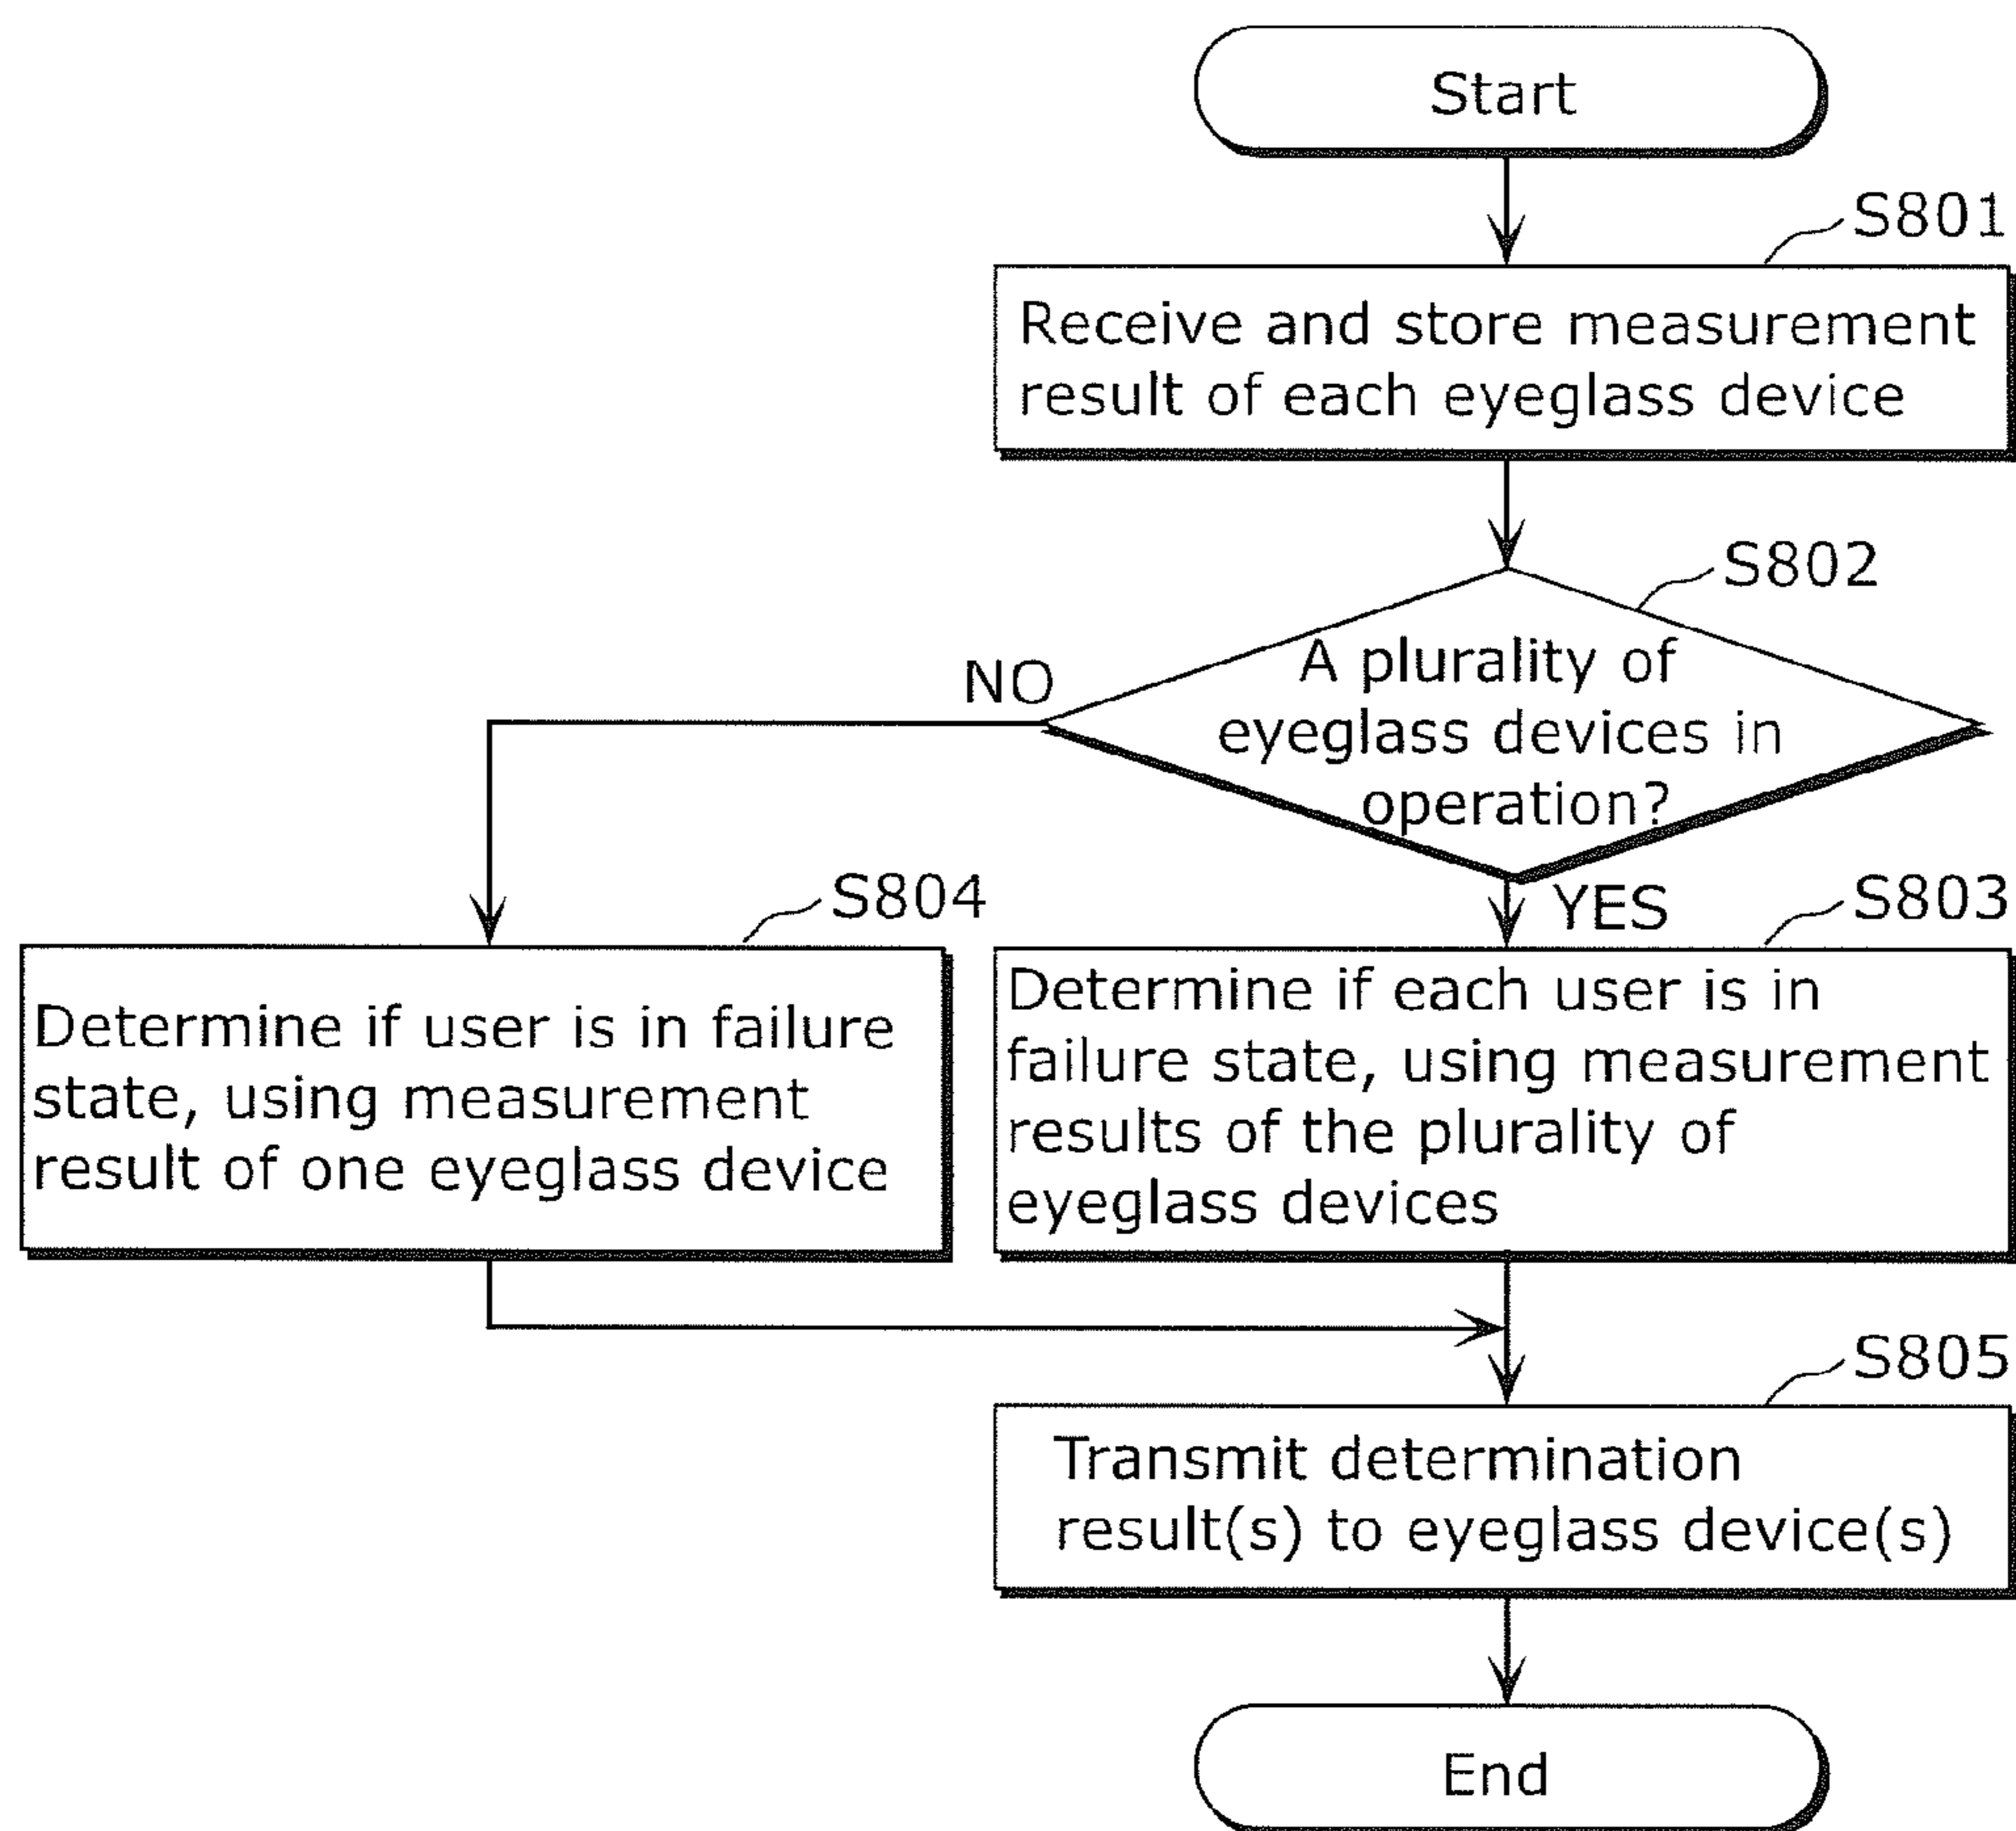 Start
S801
Receive and store measurement
result of each eyeglass device
S802
A plurality of
eyeglass devices in
operation?
NO
YES
S804
Determine if user is in failure
state, using measurement
result of one eyeglass device
S803
Determine if each user is in
failure state, using measurement
results of the plurality of
eyeglass devices
S805
Transmit determination
result(s) to eyeglass device(s)
End